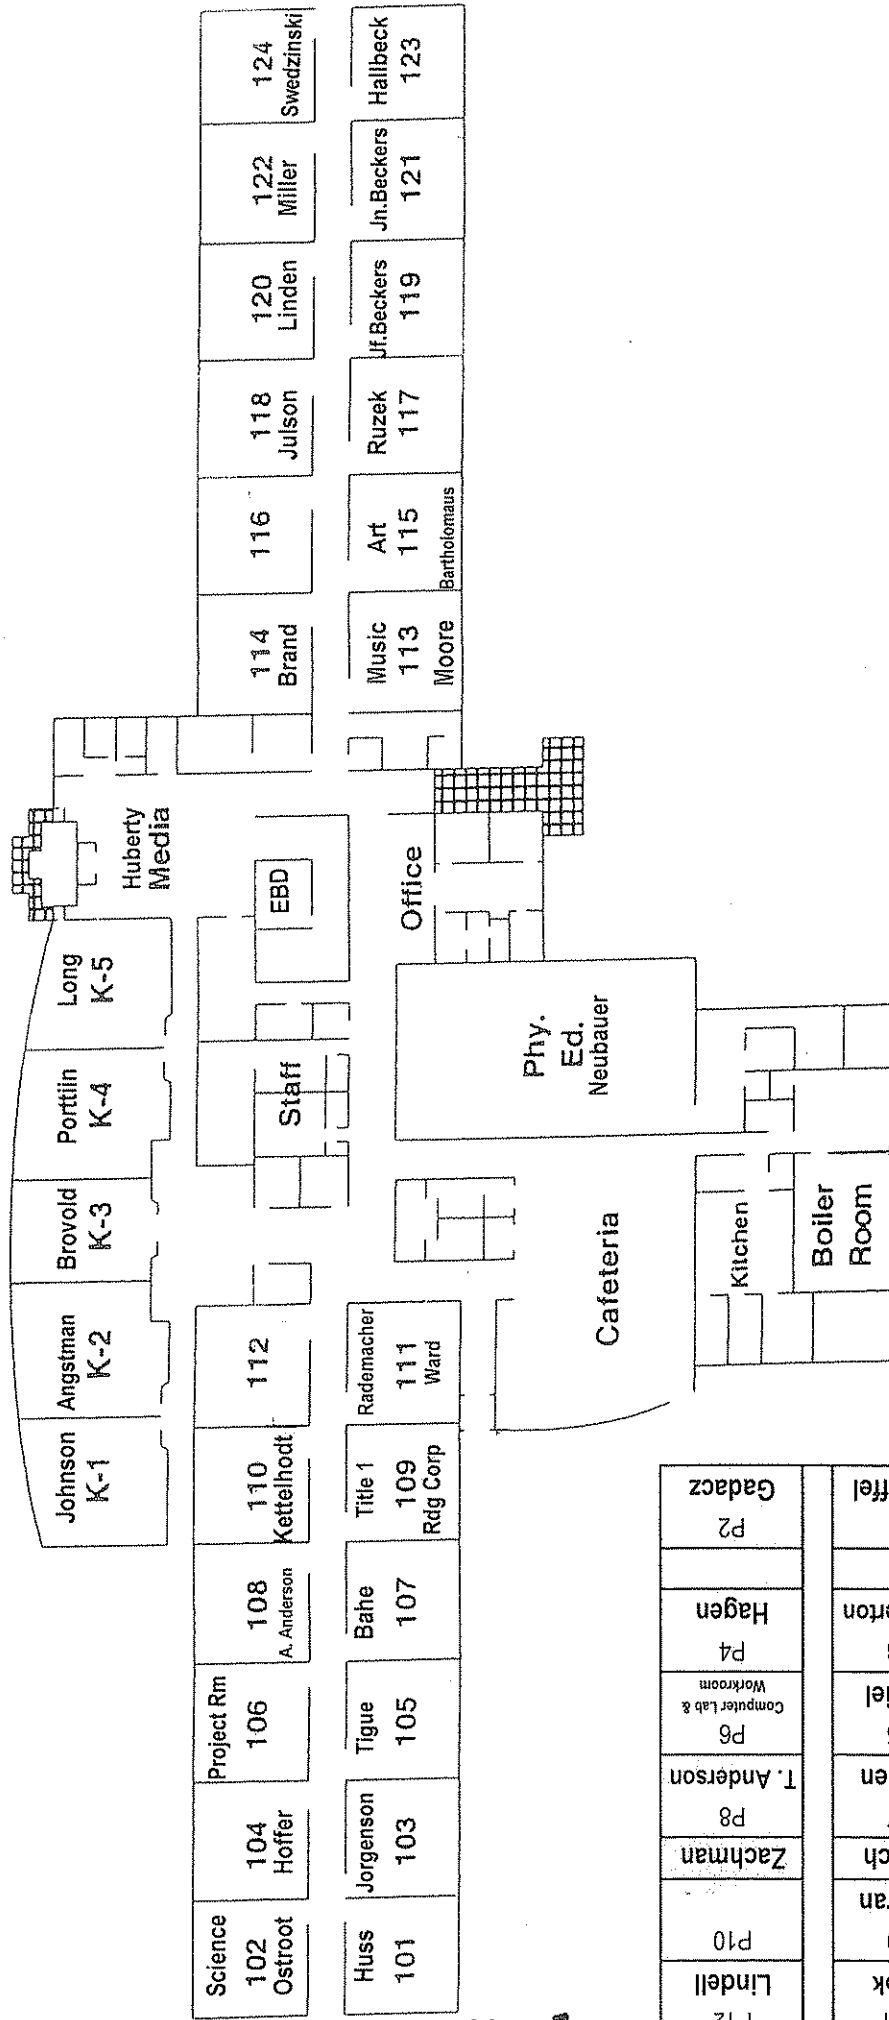 124
Swedzinski
Hallbeck
123
122
Miller
Jn.Beckers
121
120
Linden
Jf.Beckers
119
118
Julson
Ruzek
117
116
Art
115
Bartholomaus
114
Brand
Music
113
Moore
Huberty
Media
EBD
Office
Long
K-5
Porttiin
K-4
Staff
Phy.
Ed.
Neubauer
Brovold
K-3
Angstman
K-2
Johnson
K-1
Cafeteria
Kitchen
Boiler
Room
112
Rademacher
111
Ward
110
Kettelhodt
Title 1
109
Rdg Corp
108
A. Anderson
Bahe
107
Project Rm
106
Tigue
105
104
Hoffer
Jorgenson
103
Science
102
Ostroot
Huss
101
P2
Gadacz
P4
Hagen
P6
Computer Lab &
Workroom
P8
T. Anderson
Zachman
P10
P12
Lindell